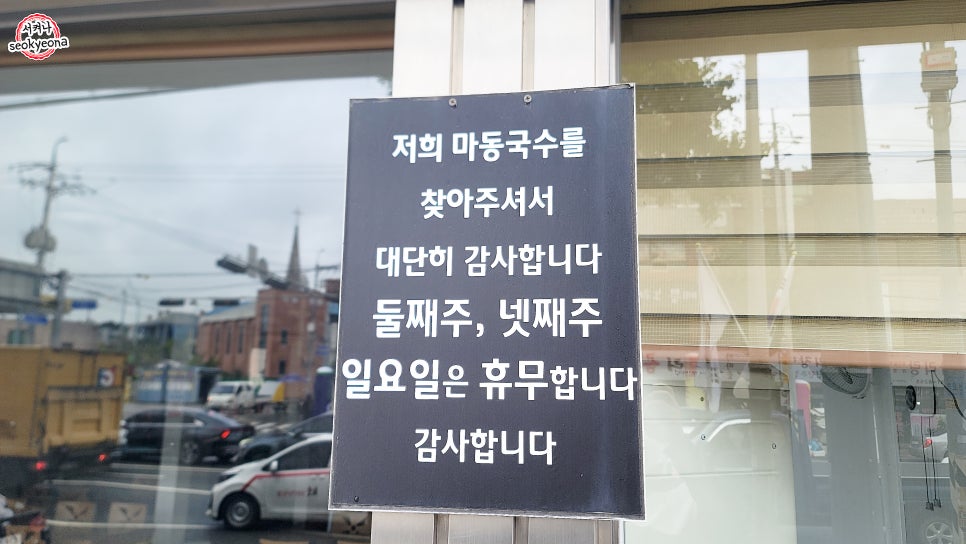 서켜나
seokyeona
저희 마동국수를
찾아주셔서
대단히 감사합니다
둘째주, 넷째주
일요일은 휴무합니다
감사합니다